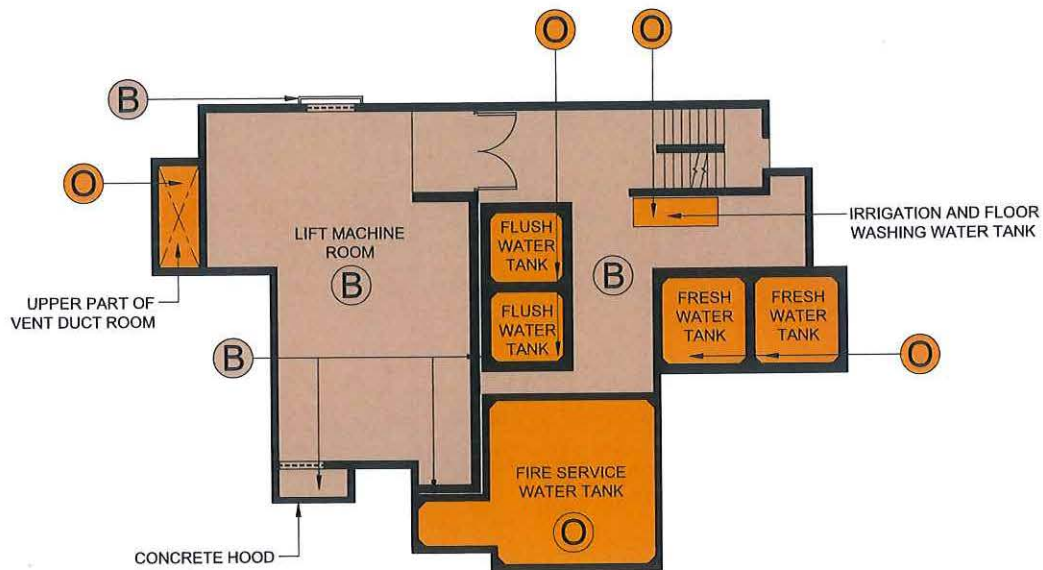 O
O
B
O
LIFT MACHINE
ROOM
B
FLUSH
WATER
TANK
B
IRRIGATION AND FLOOR
WASHING WATER TANK
UPPER PART OF
VENT DUCT ROOM
FLUSH
WATER
TANK
FRESH
WATER
TANK
FRESH
WATER
TANK
B
O
FIRE SERVICE
WATER TANK
O
CONCRETE HOOD